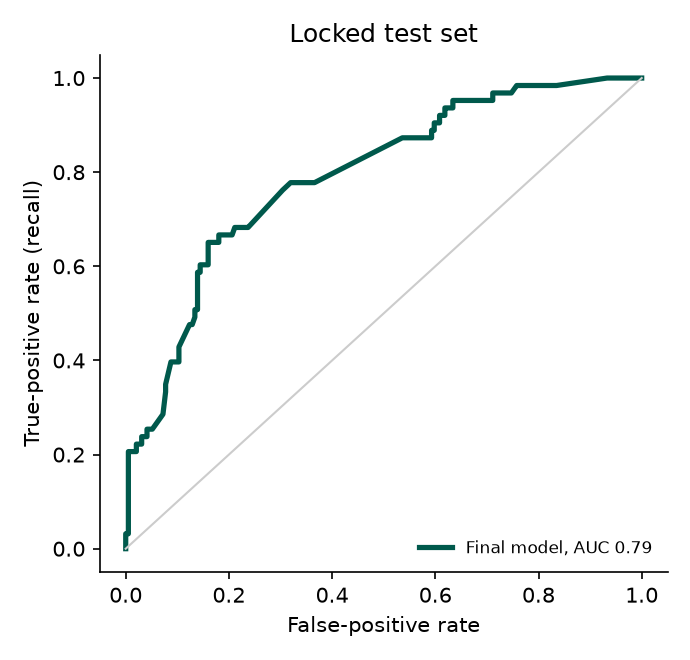 Locked test set
True-positive rate (recall)
1.0
0.8
0.6
0.4
0.2
0.0
Final model, AUC 0.79
0.0 0.2 0.4 0.6 0.8 1.0
False-positive rate